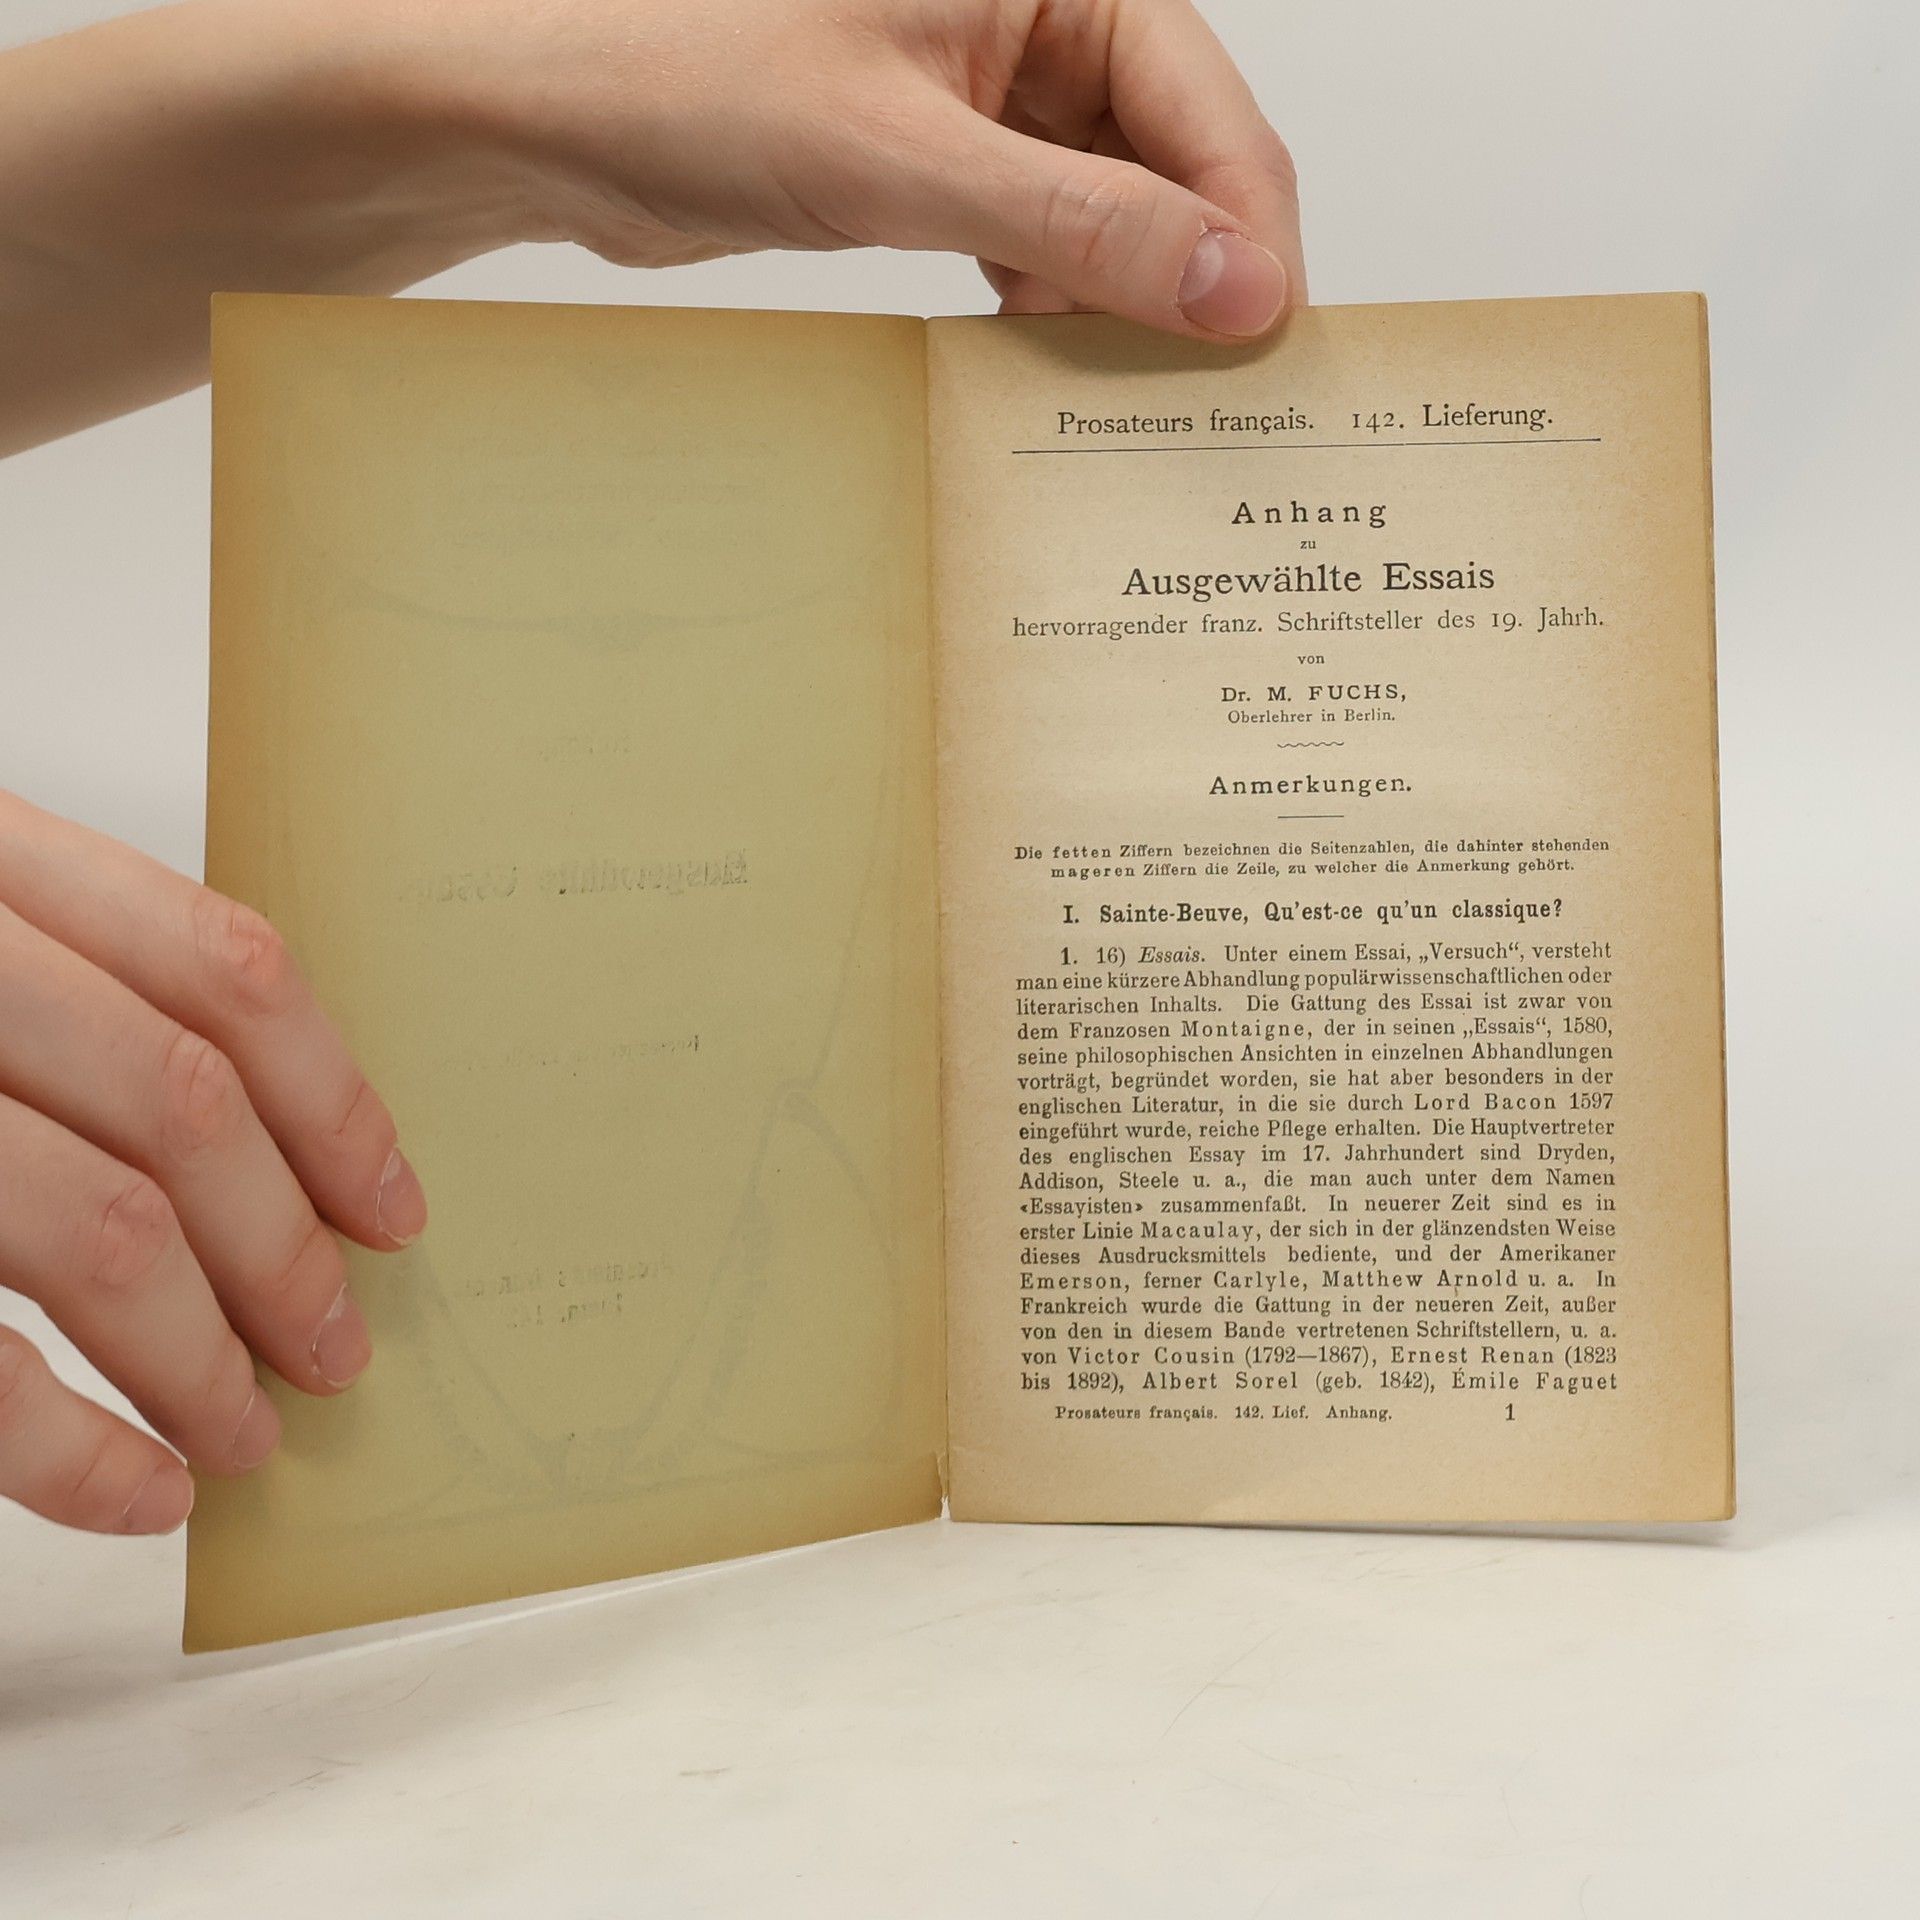 Prosateurs français. 142. Lieferung.
Anhang
zu
Ausgewählte Essais
hervorragender franz. Schriftsteller des 19. Jahrh.
von
Dr. M. FUCHS,
Oberlehrer in Berlin.
Anmerkungen.
Die fetten Ziffern bezeichnen die Seitenzahlen, die dahinter stehenden
mageren Ziffern die Zeile, zu welcher die Anmerkung gehört.
I. Sainte-Beuve, Qu'est-ce qu'un classique?
1. 16) Essais. Unter einem Essai, „Versuch“, versteht
man eine kürzere Abhandlung populärwissenschaftlichen oder
literarischen Inhalts. Die Gattung des Essai ist zwar von
dem Franzosen Montaigne, der in seinen „Essais“, 1580,
seine philosophischen Ansichten in einzelnen Abhandlungen
vorträgt, begründet worden, sie hat aber besonders in der
englischen Literatur, in die sie durch Lord Bacon 1597
eingeführt wurde, reiche Pflege erhalten. Die Hauptvertreter
des englischen Essay im 17. Jahrhundert sind Dryden,
Addison, Steele u. a., die man auch unter dem Namen
«Essayisten» zusammenfaßt. In neuerer Zeit sind es in
erster Linie Macaulay, der sich in der glänzendsten Weise
dieses Ausdrucksmittels bediente, und der Amerikaner
Emerson, ferner Carlyle, Matthew Arnold u. a. In
Frankreich wurde die Gattung in der neueren Zeit, außer
von den in diesem Bande vertretenen Schriftstellern, u. a.
von Victor Cousin (1792—1867), Ernest Renan (1823
bis 1892), Albert Sorel (geb. 1842), Émile Faguet
Prosateurs français. 142. Lief. Anhang. 1